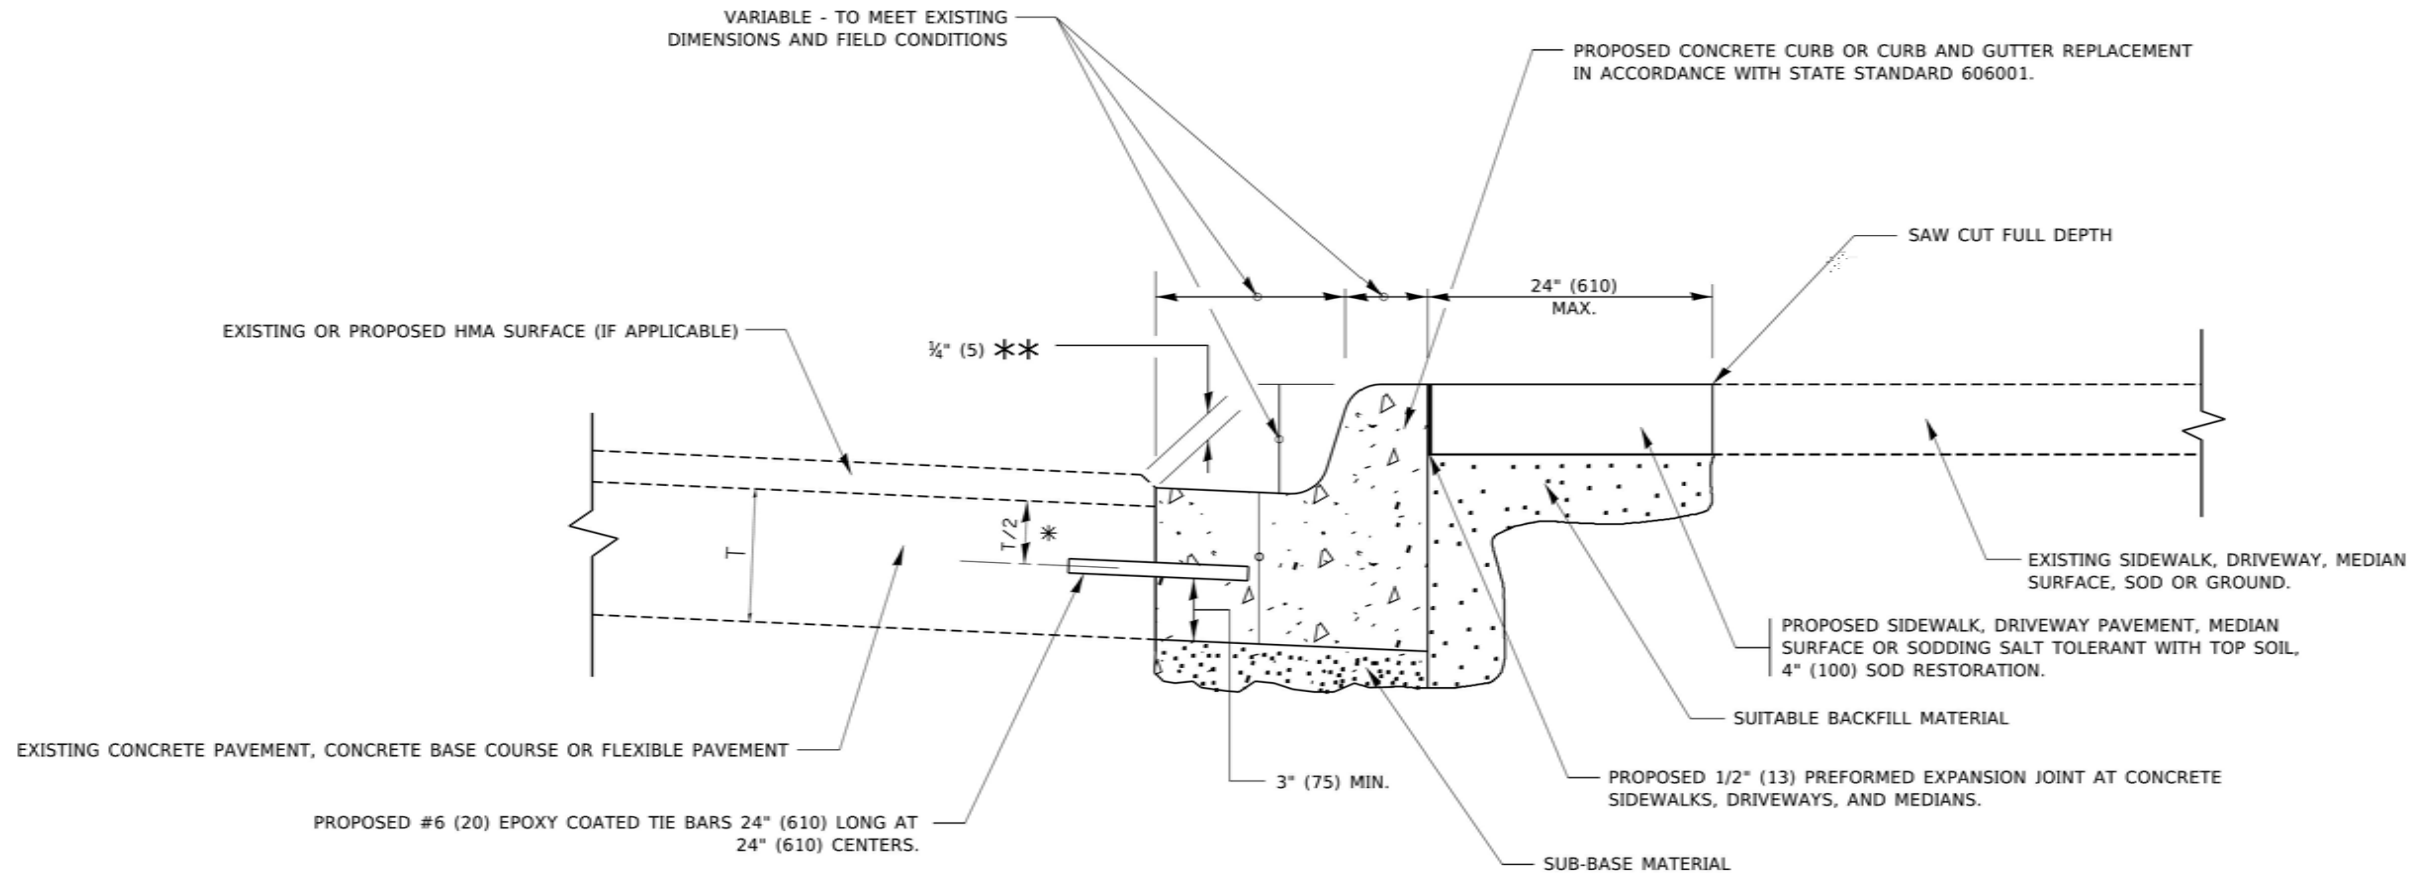 VARIABLE - TO MEET EXISTING
DIMENSIONS AND FIELD CONDITIONS
PROPOSED CONCRETE CURB OR CURB AND GUTTER REPLACEMENT
IN ACCORDANCE WITH STATE STANDARD 606001.
SAW CUT FULL DEPTH
24" (610)
MAX.
EXISTING OR PROPOSED HMA SURFACE (IF APPLICABLE)
¼" (5) **
T
T/2 *
EXISTING SIDEWALK, DRIVEWAY, MEDIAN
SURFACE, SOD OR GROUND.
PROPOSED SIDEWALK, DRIVEWAY PAVEMENT, MEDIAN
SURFACE OR SODDING SALT TOLERANT WITH TOP SOIL,
4" (100) SOD RESTORATION.
SUITABLE BACKFILL MATERIAL
EXISTING CONCRETE PAVEMENT, CONCRETE BASE COURSE OR FLEXIBLE PAVEMENT
3" (75) MIN.
PROPOSED 1/2" (13) PREFORMED EXPANSION JOINT AT CONCRETE
SIDEWALKS, DRIVEWAYS, AND MEDIANS.
PROPOSED #6 (20) EPOXY COATED TIE BARS 24" (610) LONG AT
24" (610) CENTERS.
SUB-BASE MATERIAL